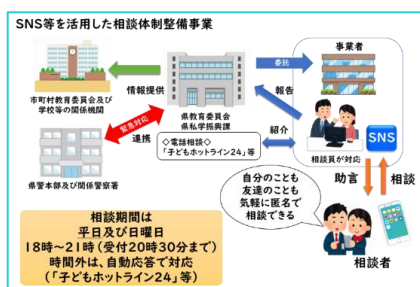 SNS等を活用した相談体制整備事業
事業者
委託
情報提供
報告
市町村教育委員会及び
学校等の関係機関
県教育委員会
県私学振興課
緊急対応
連携
紹介
◇電話相談◇
「子どもホットライン24」等
SNS
相談員が対応
助言
相談
県警本部及び関係警察署
自分のことも
友達のことも
気軽に匿名で
相談できる
相談期間は
平日及び日曜日
18時~21時(受付20時30分まで)
時間外は、自動応答で対応
(「子どもホットライン24」等)
相談者